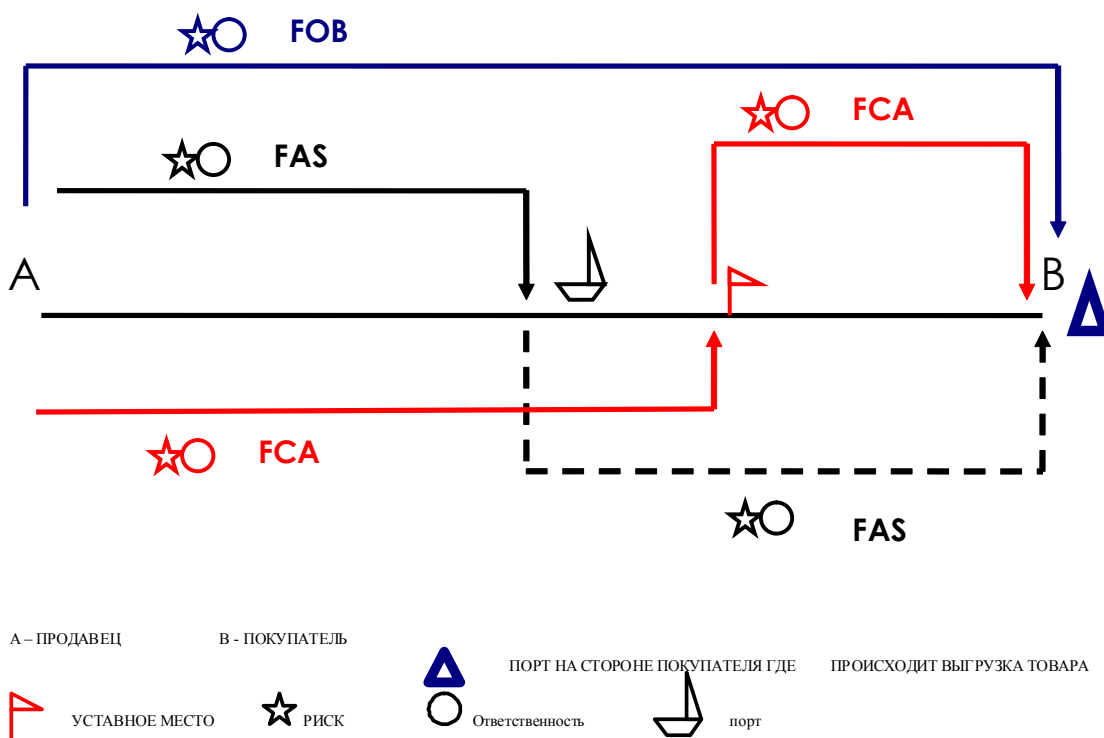 FOB
FCA
FAS
A
B
FCA
FAS
А – ПРОДАВЕЦ В - ПОКУПАТЕЛЬ
ПОРТ НА СТОРОНЕ ПОКУПАТЕЛЯ ГДЕ ПРОИСХОДИТ ВЫГРУЗКА ТОВАРА
УСТАВНОЕ МЕСТО РИСК Ответственность порт